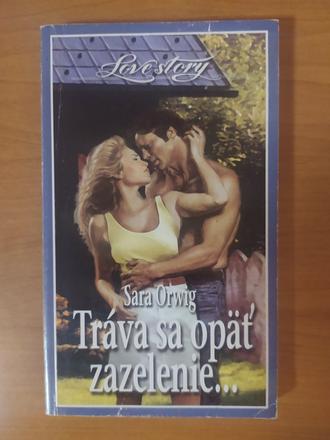 Love story
Sara Orwig
Tráva sa opäť
zazelenie...